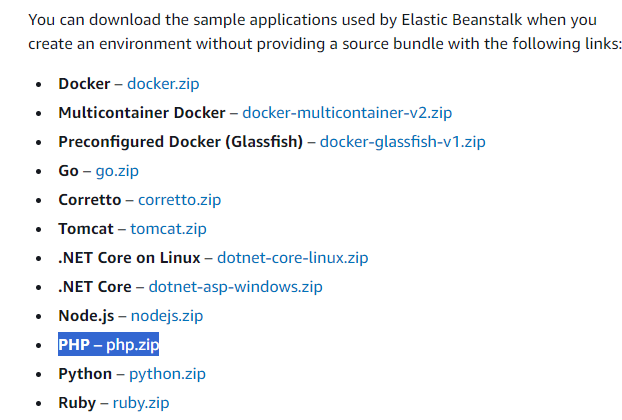 You can download the sample applications used by Elastic Beanstalk when you
create an environment without providing a source bundle with the following links:
• Docker – docker.zip
• Multicontainer Docker – docker-multicontainer-v2.zip
• Preconfigured Docker (Glassfish) – docker-glassfish-v1.zip
• Go – go.zip
• Corretto – corretto.zip
• Tomcat – tomcat.zip
• .NET Core on Linux – dotnet-core-linux.zip
• .NET Core – dotnet-asp-windows.zip
• Node.js – nodejs.zip
• PHP – php.zip
• Python – python.zip
• Ruby – ruby.zip